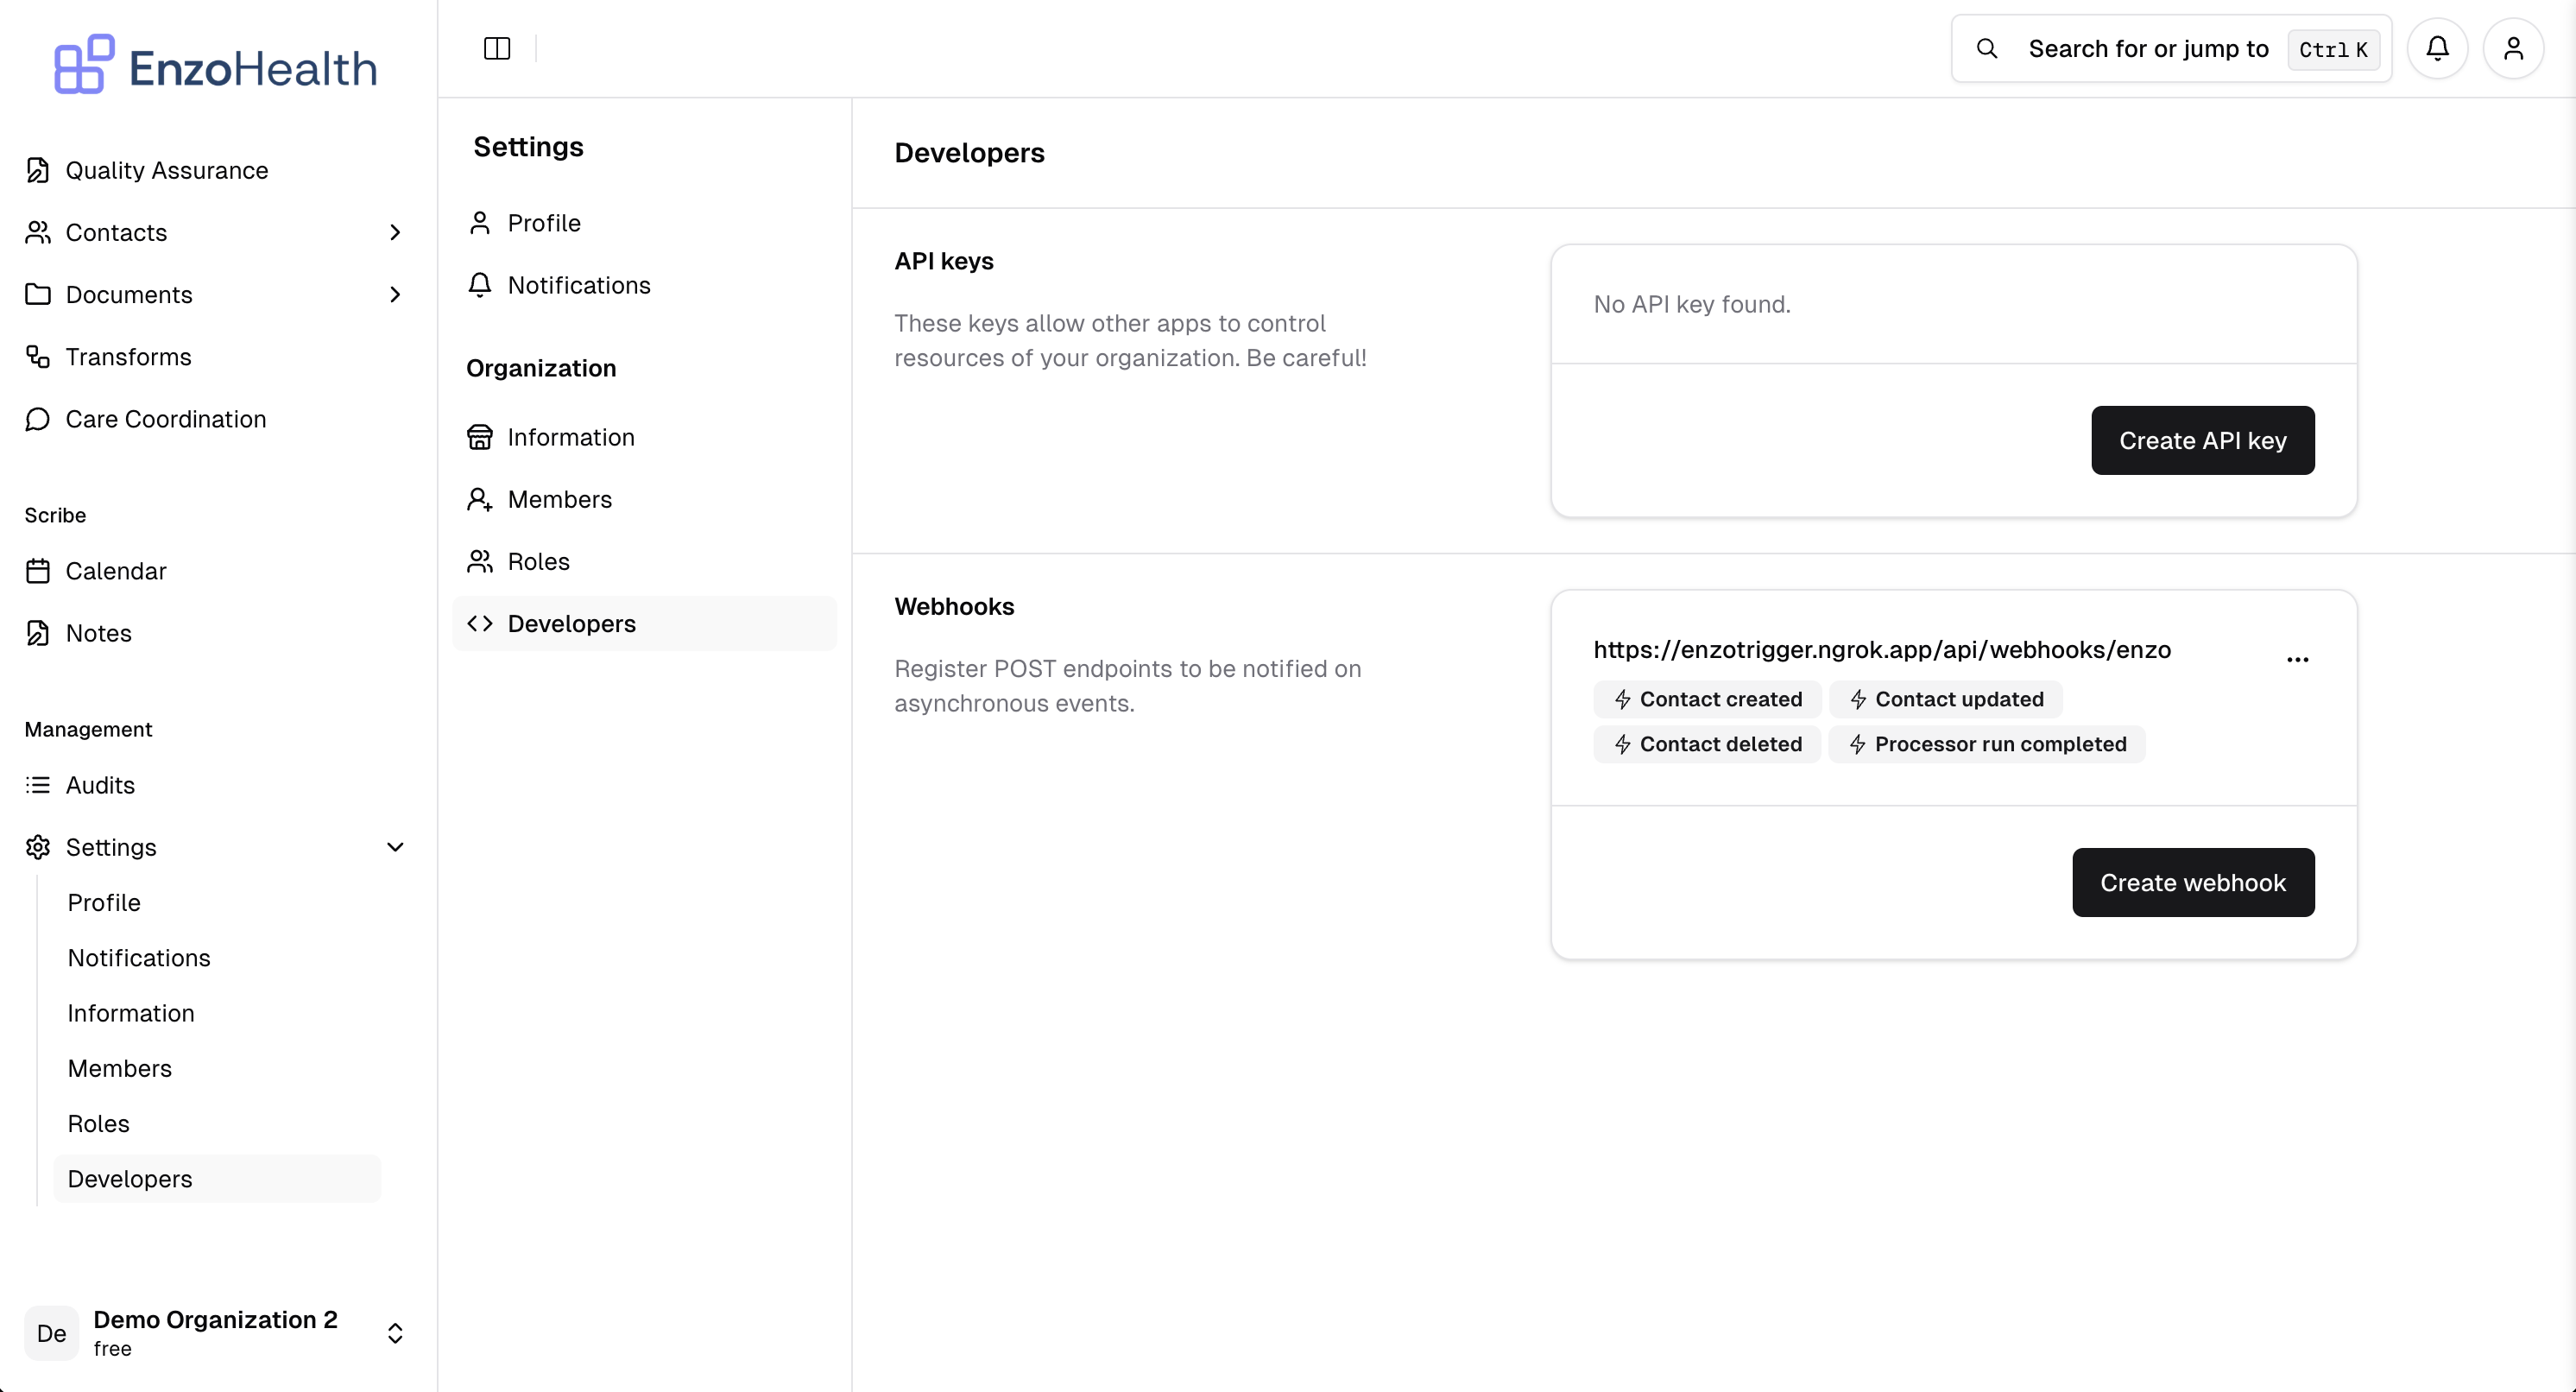 EnzoHealth
Quality Assurance
Contacts
Documents
Transforms
Care Coordination
Scribe
Calendar
Notes
Management
Audits
Settings
Profile
Notifications
Information
Members
Roles
Developers
De
Demo Organization 2
free
Search for or jump to
Ctrl K
Settings
Profile
Notifications
Organization
Information
Members
Roles
Developers
Developers
API keys
These keys allow other apps to control
resources of your organization. Be careful!
No API key found.
Create API key
Webhooks
Register POST endpoints to be notified on
asynchronous events.
https://enzotrigger.ngrok.app/api/webhooks/enzo
Contact created
Contact updated
Contact deleted
Processor run completed
Create webhook